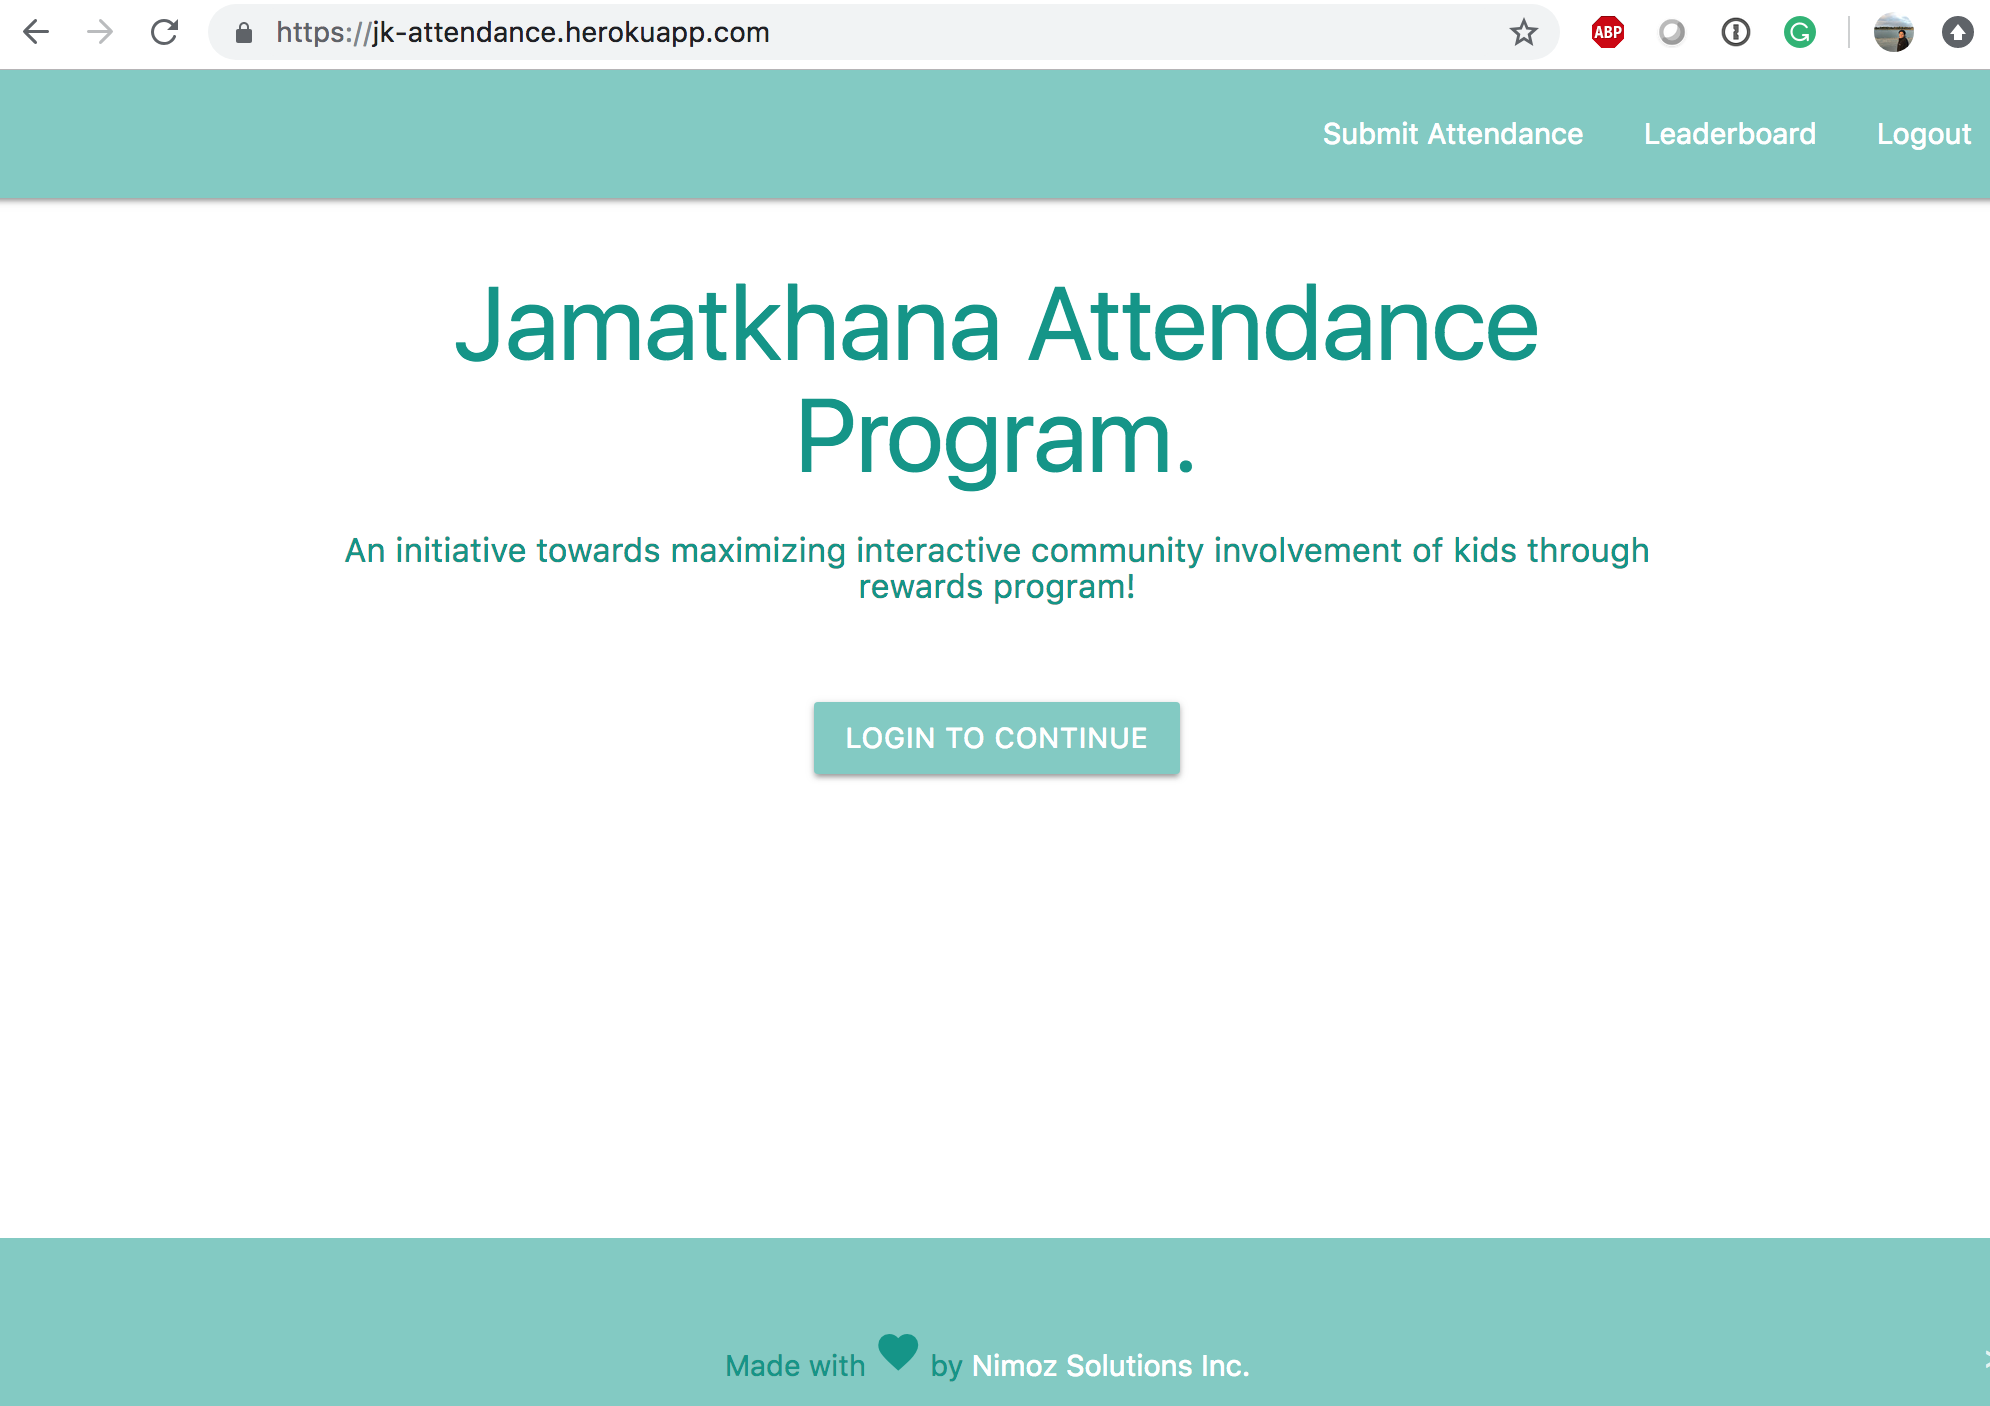 https://jk-attendance.herokuapp.com
ABP
Submit Attendance Leaderboard Logout
Jamatkhana Attendance
Program.
An initiative towards maximizing interactive community involvement of kids through
rewards program!
LOGIN TO CONTINUE
Made with by Nimoz Solutions Inc.